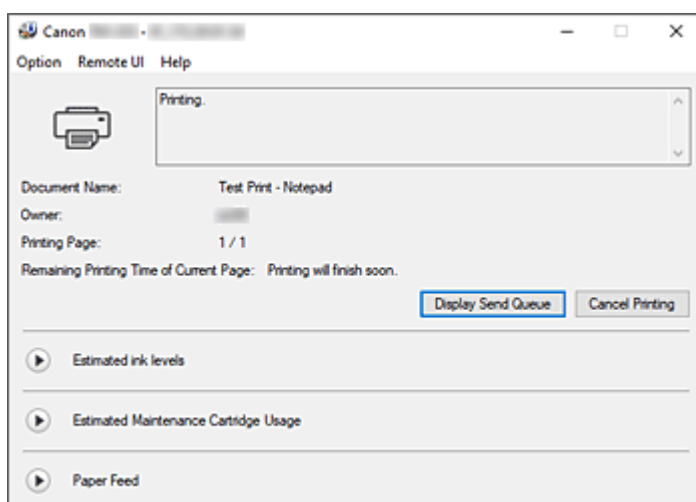 Canon -
Option Remote UI Help
Printing.
Document Name: Test Print - Notepad
Owner:
Printing Page: 1 / 1
Remaining Printing Time of Current Page: Printing will finish soon.
Display Send Queue Cancel Printing
Estimated ink levels
Estimated Maintenance Cartridge Usage
Paper Feed